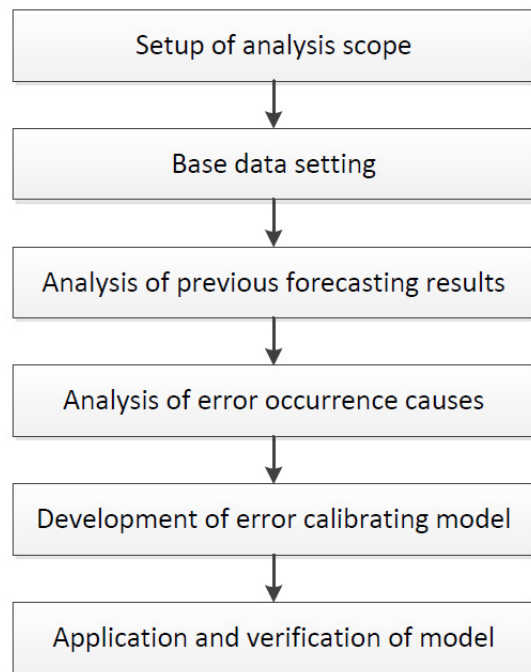 Setup of analysis scope
Base data setting
Analysis of previous forecasting results
Analysis of error occurrence causes
Development of error calibrating model
Application and verification of model